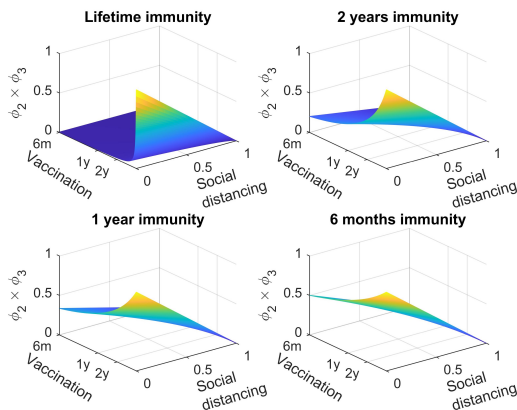 Lifetime immunity
1
0.5
0
ϕ2 × ϕ3
6m
1y
2y
Vaccination
0
0.5
1
Social
distancing
2 years immunity
1
0.5
0
ϕ2 × ϕ3
6m
1y
2y
Vaccination
0
0.5
1
Social
distancing
1 year immunity
1
0.5
0
ϕ2 × ϕ3
6m
1y
2y
Vaccination
0
0.5
1
Social
distancing
6 months immunity
1
0.5
0
ϕ2 × ϕ3
6m
1y
2y
Vaccination
0
0.5
1
Social
distancing